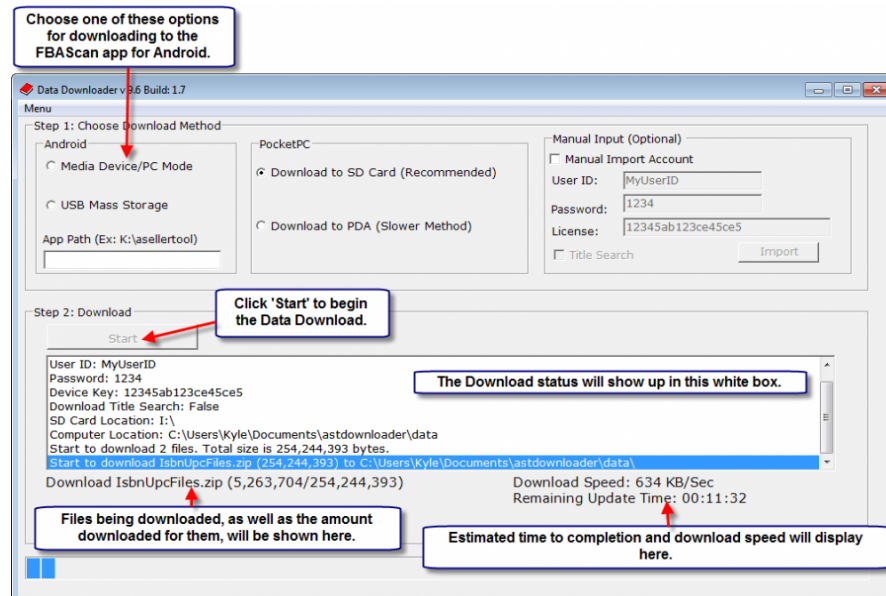 Choose one of these options
for downloading to the
FBAScan app for Android.
Data Downloader v 9.6 Build: 1.7
Menu
Step 1: Choose Download Method
Android
Media Device/PC Mode
USB Mass Storage
App Path (Ex: K:\asellertool)
PocketPC
Download to SD Card (Recommended)
Download to PDA (Slower Method)
Manual Input (Optional)
Manual Import Account
User ID: MyUserID
Password: 1234
License: 12345ab123ce45ce5
Title Search
Import
Step 2: Download
Click 'Start' to begin
the Data Download.
Start
User ID: MyUserID
Password: 1234
Device Key: 12345ab123ce45ce5
Download Title Search: False
SD Card Location: I:\
Computer Location: C:\Users\Kyle\Documents\astdownloader\data
Start to download 2 files. Total size is 254,244,393 bytes.
Start to download IsbnUpcFiles.zip (254,244,393) to C:\Users\Kyle\Documents\astdownloader\data\
The Download status will show up in this white box.
Download IsbnUpcFiles.zip (5,263,704/254,244,393)
Download Speed: 634 KB/Sec
Remaining Update Time: 00:11:32
Files being downloaded, as well as the amount
downloaded for them, will be shown here.
Estimated time to completion and download speed will display
here.